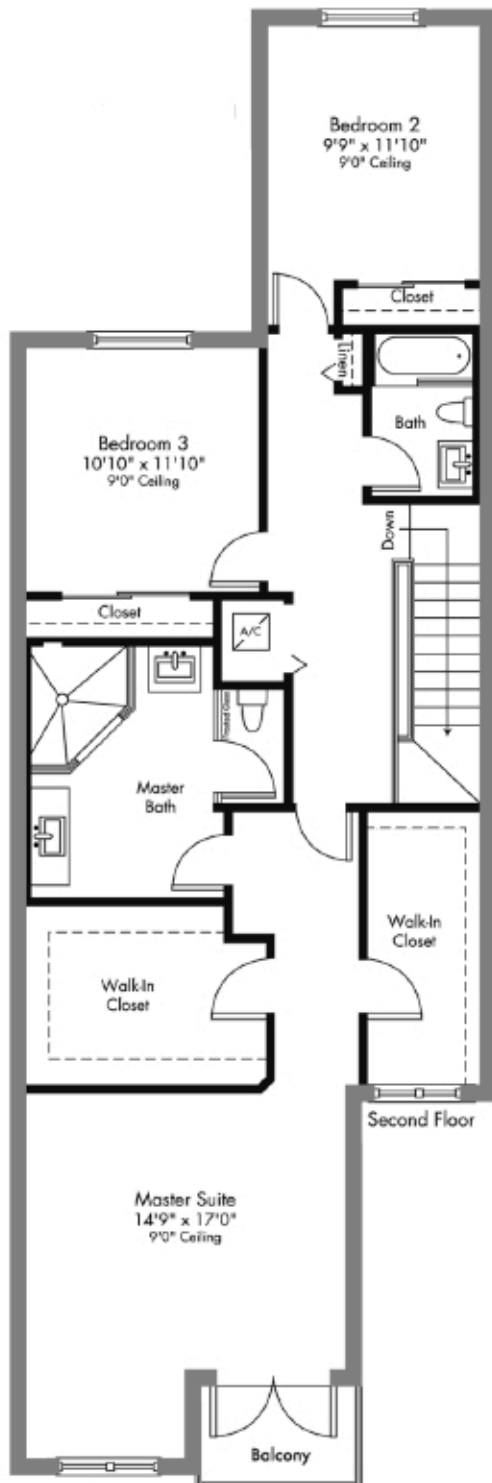 Bedroom 2
9'9" x 11'10"
9'0" Ceiling
Closet
Linen
Bedroom 3
10'10" x 11'10"
9'0" Ceiling
Bath
Down
Closet
A/C
Frosted Glass
Master
Bath
Walk-In
Closet
Walk-In
Closet
Second Floor
Master Suite
14'9" x 17'0"
9'0" Ceiling
Balcony